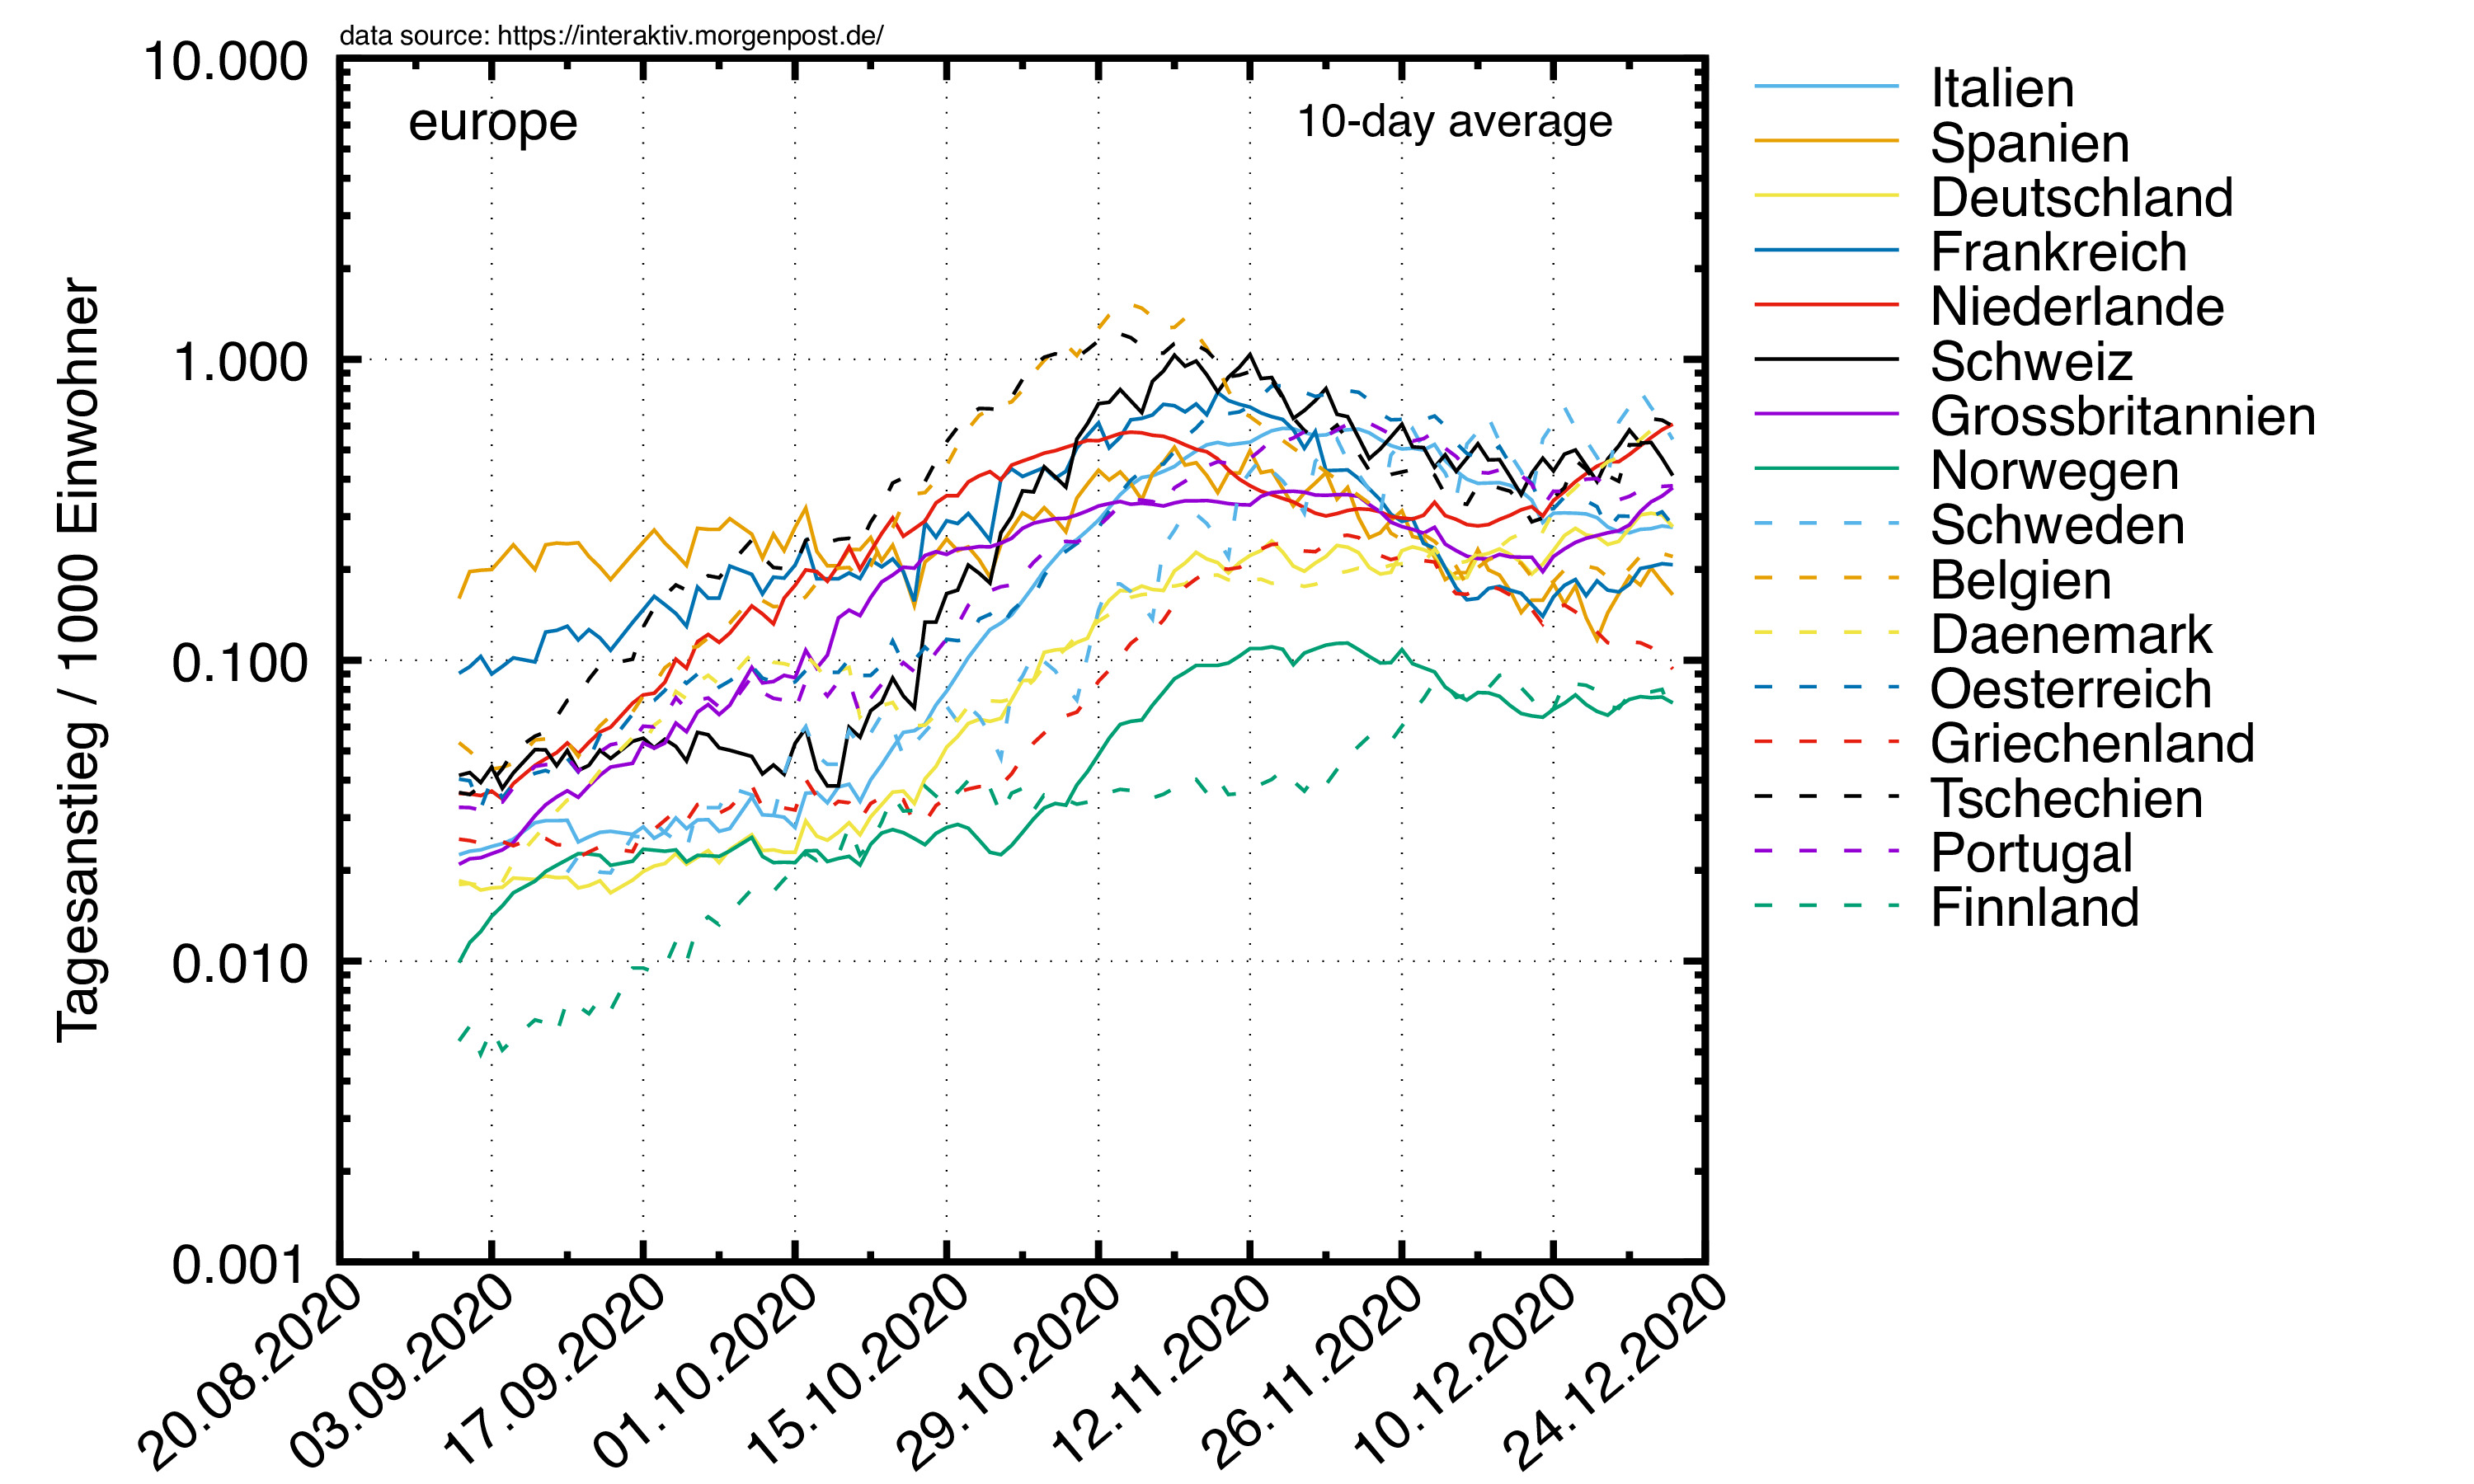 data source: https://interaktiv.morgenpost.de/
10.000
1.000
0.100
0.010
0.001
Tagessanstieg / 1000 Einwohner
europe
10-day average
20.08.2020
03.09.2020
17.09.2020
01.10.2020
15.10.2020
29.10.2020
12.11.2020
26.11.2020
10.12.2020
24.12.2020
Italien
Spanien
Deutschland
Frankreich
Niederlande
Schweiz
Grossbritannien
Norwegen
Schweden
Belgien
Daenemark
Oesterreich
Griechenland
Tschechien
Portugal
Finnland